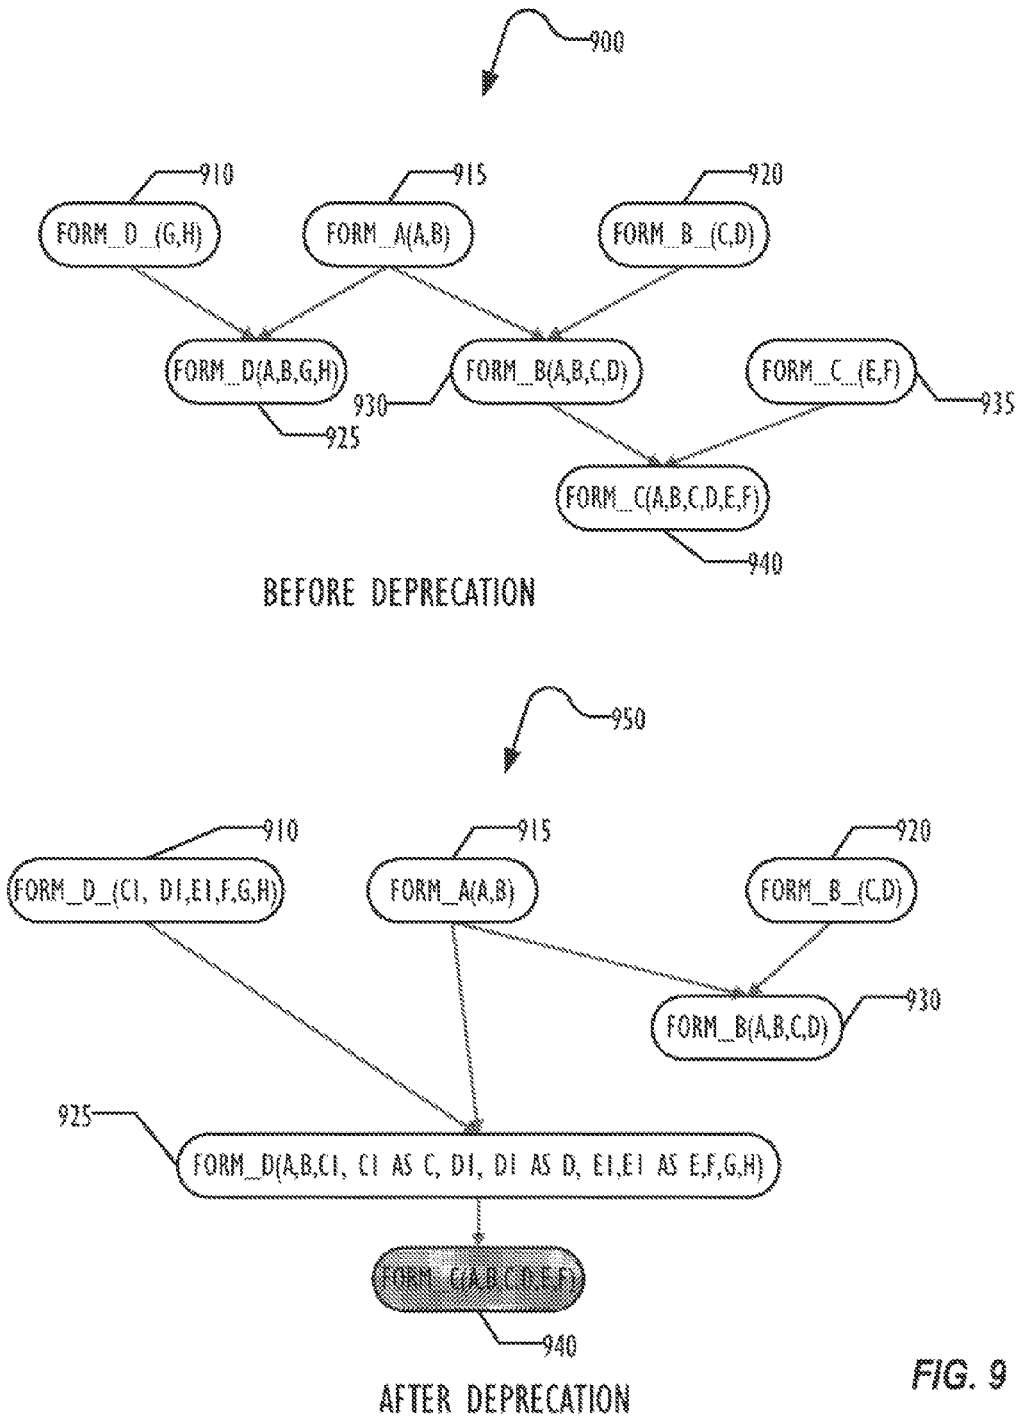 900
910
915
920
FORM_D_(G,H)
FORM_A(A,B)
FORM_B_(C,D)
FORM_D(A,B,G,H)
FORM_B(A,B,C,D)
FORM_C_(E,F)
930
935
925
FORM_C(A,B,C,D,E,F)
940
BEFORE DEPRECATION
950
910
915
920
FORM_D_(C1, D1,E1,F,G,H)
FORM_A(A,B)
FORM_B_(C,D)
930
FORM_B(A,B,C,D)
925
FORM_D(A,B,C1, C1 AS C, D1, D1 AS D, E1,E1 AS E,F,G,H)
FORM_C(A,B,C,D,E,F)
940
FIG. 9
AFTER DEPRECATION